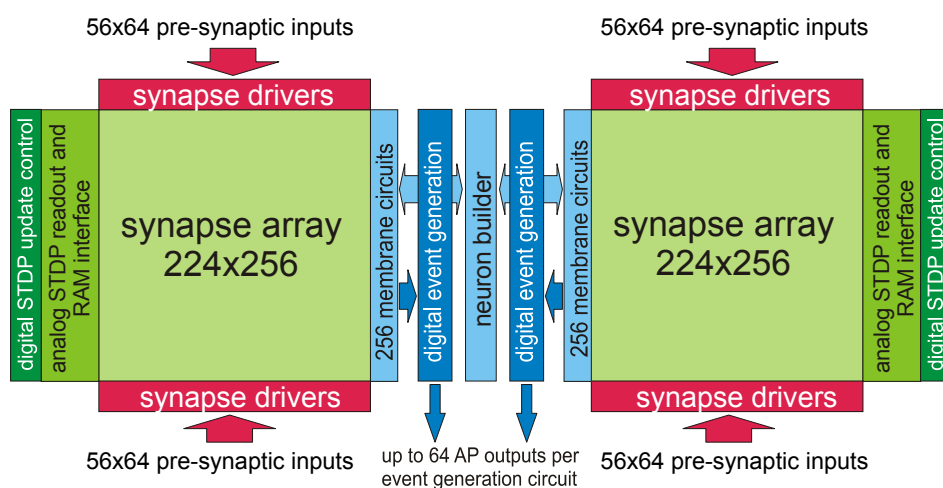 56x64 pre-synaptic inputs
56x64 pre-synaptic inputs
synapse drivers
synapse drivers
digital STDP update control
analog STDP readout and
RAM interface
synapse array
224x256
256 membrane circuits
digital event generation
neuron builder
digital event generation
256 membrane circuits
synapse array
224x256
analog STDP readout and
RAM interface
digital STDP update control
synapse drivers
synapse drivers
56x64 pre-synaptic inputs
up to 64 AP outputs per
event generation circuit
56x64 pre-synaptic inputs